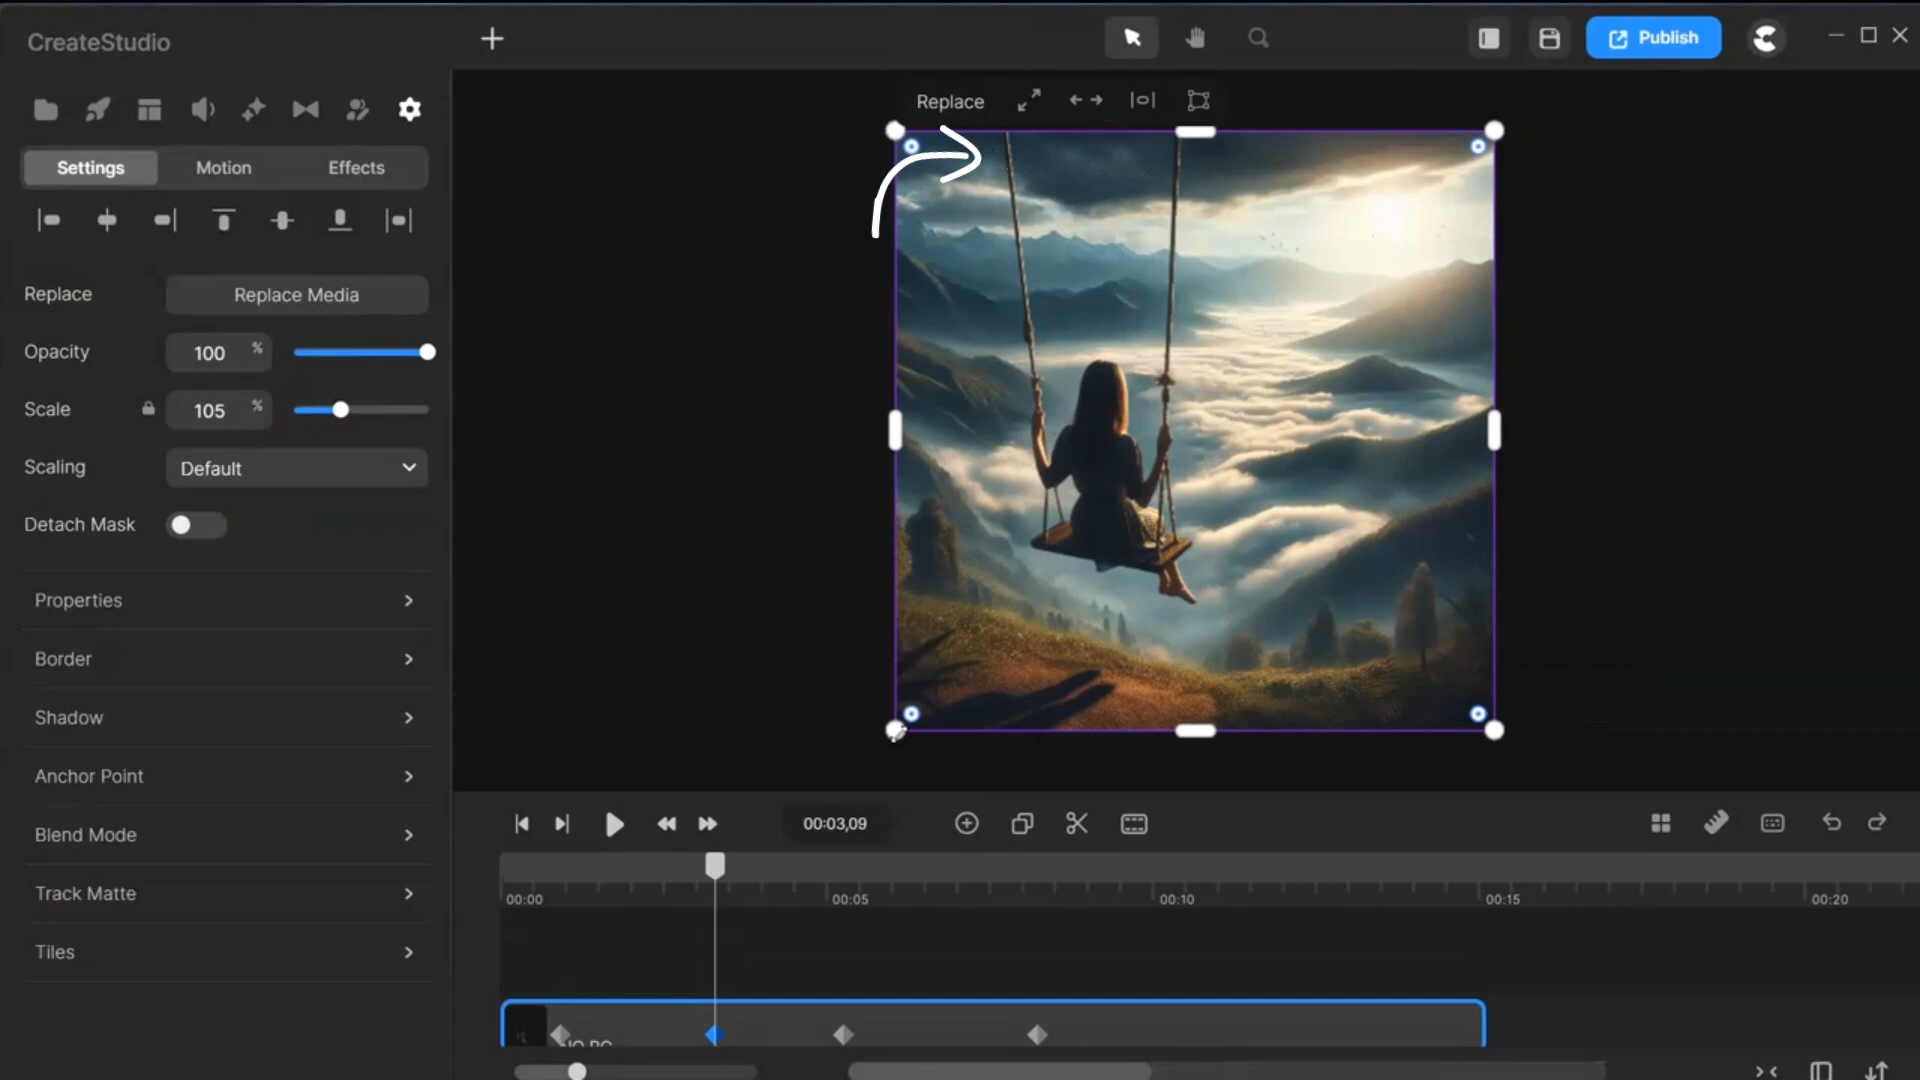 CreateStudio
Publish
Replace
Settings Motion Effects
Replace Replace Media
Opacity 100 %
Scale 105 %
Scaling Default
Detach Mask
Properties
Border
Shadow
Anchor Point
Blend Mode
Track Matte
Tiles
00:03,09
00:00 00:05 00:10 00:15 00:20